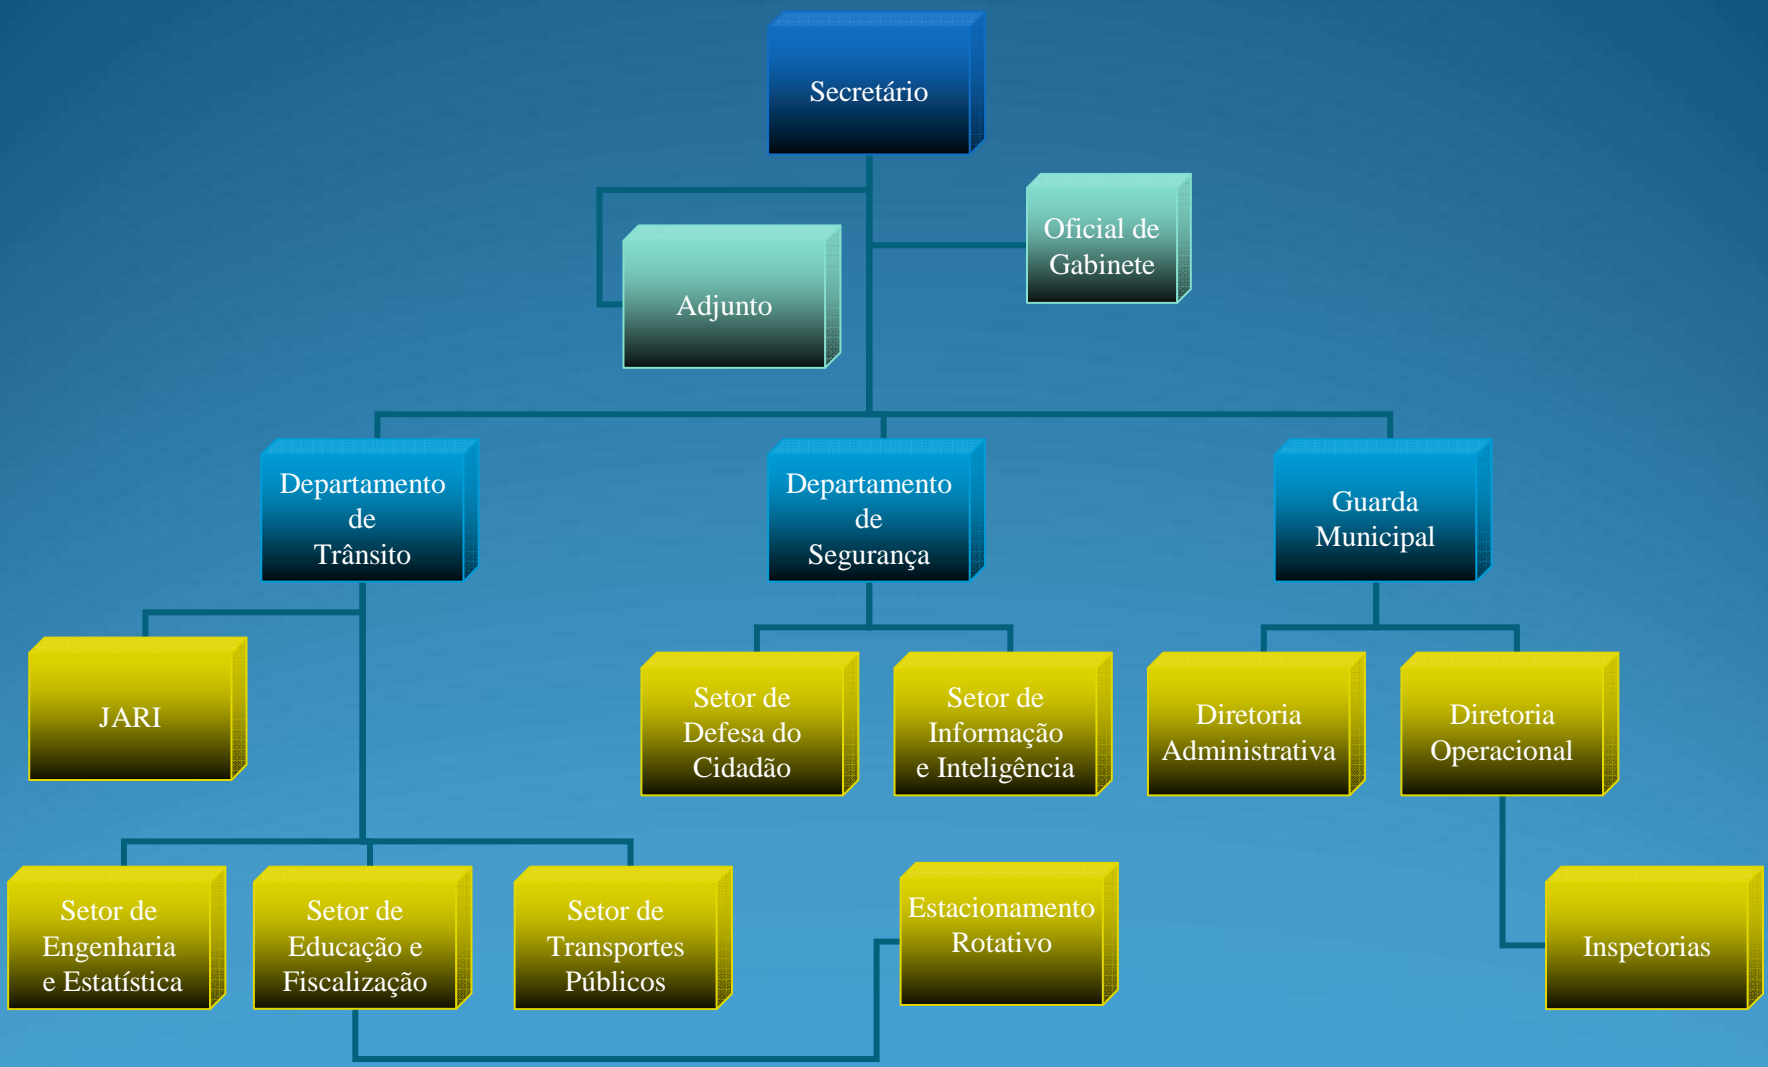 Secretário
Oficial de
Gabinete
Adjunto
Departamento
de
Trânsito
Departamento
de
Segurança
Guarda
Municipal
JARI
Setor de
Defesa do
Cidadão
Setor de
Informação
e Inteligência
Diretoria
Administrativa
Diretoria
Operacional
Setor de
Engenharia
e Estatística
Setor de
Educação e
Fiscalização
Setor de
Transportes
Públicos
Estacionamento
Rotativo
Inspetorias